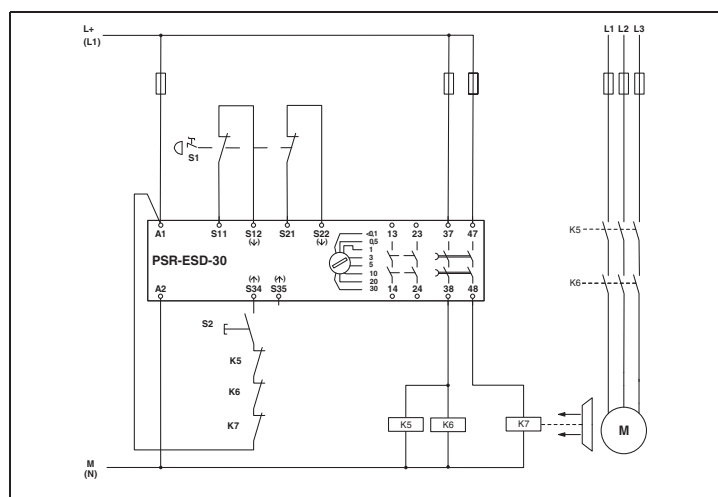 L+
(L1)
L1 L2 L3
S1
A1 S11 S12 S21 S22 13 23 37 47
(↓) (↓)
PSR-ESD-30
<0,1
0,5
1
3
5
10
20
30
(↑) (↑)
A2 S34 S35 14 24 38 48
K5
K6
S2
K5
K6
K7
K5 K6 K7 M
M
(N)